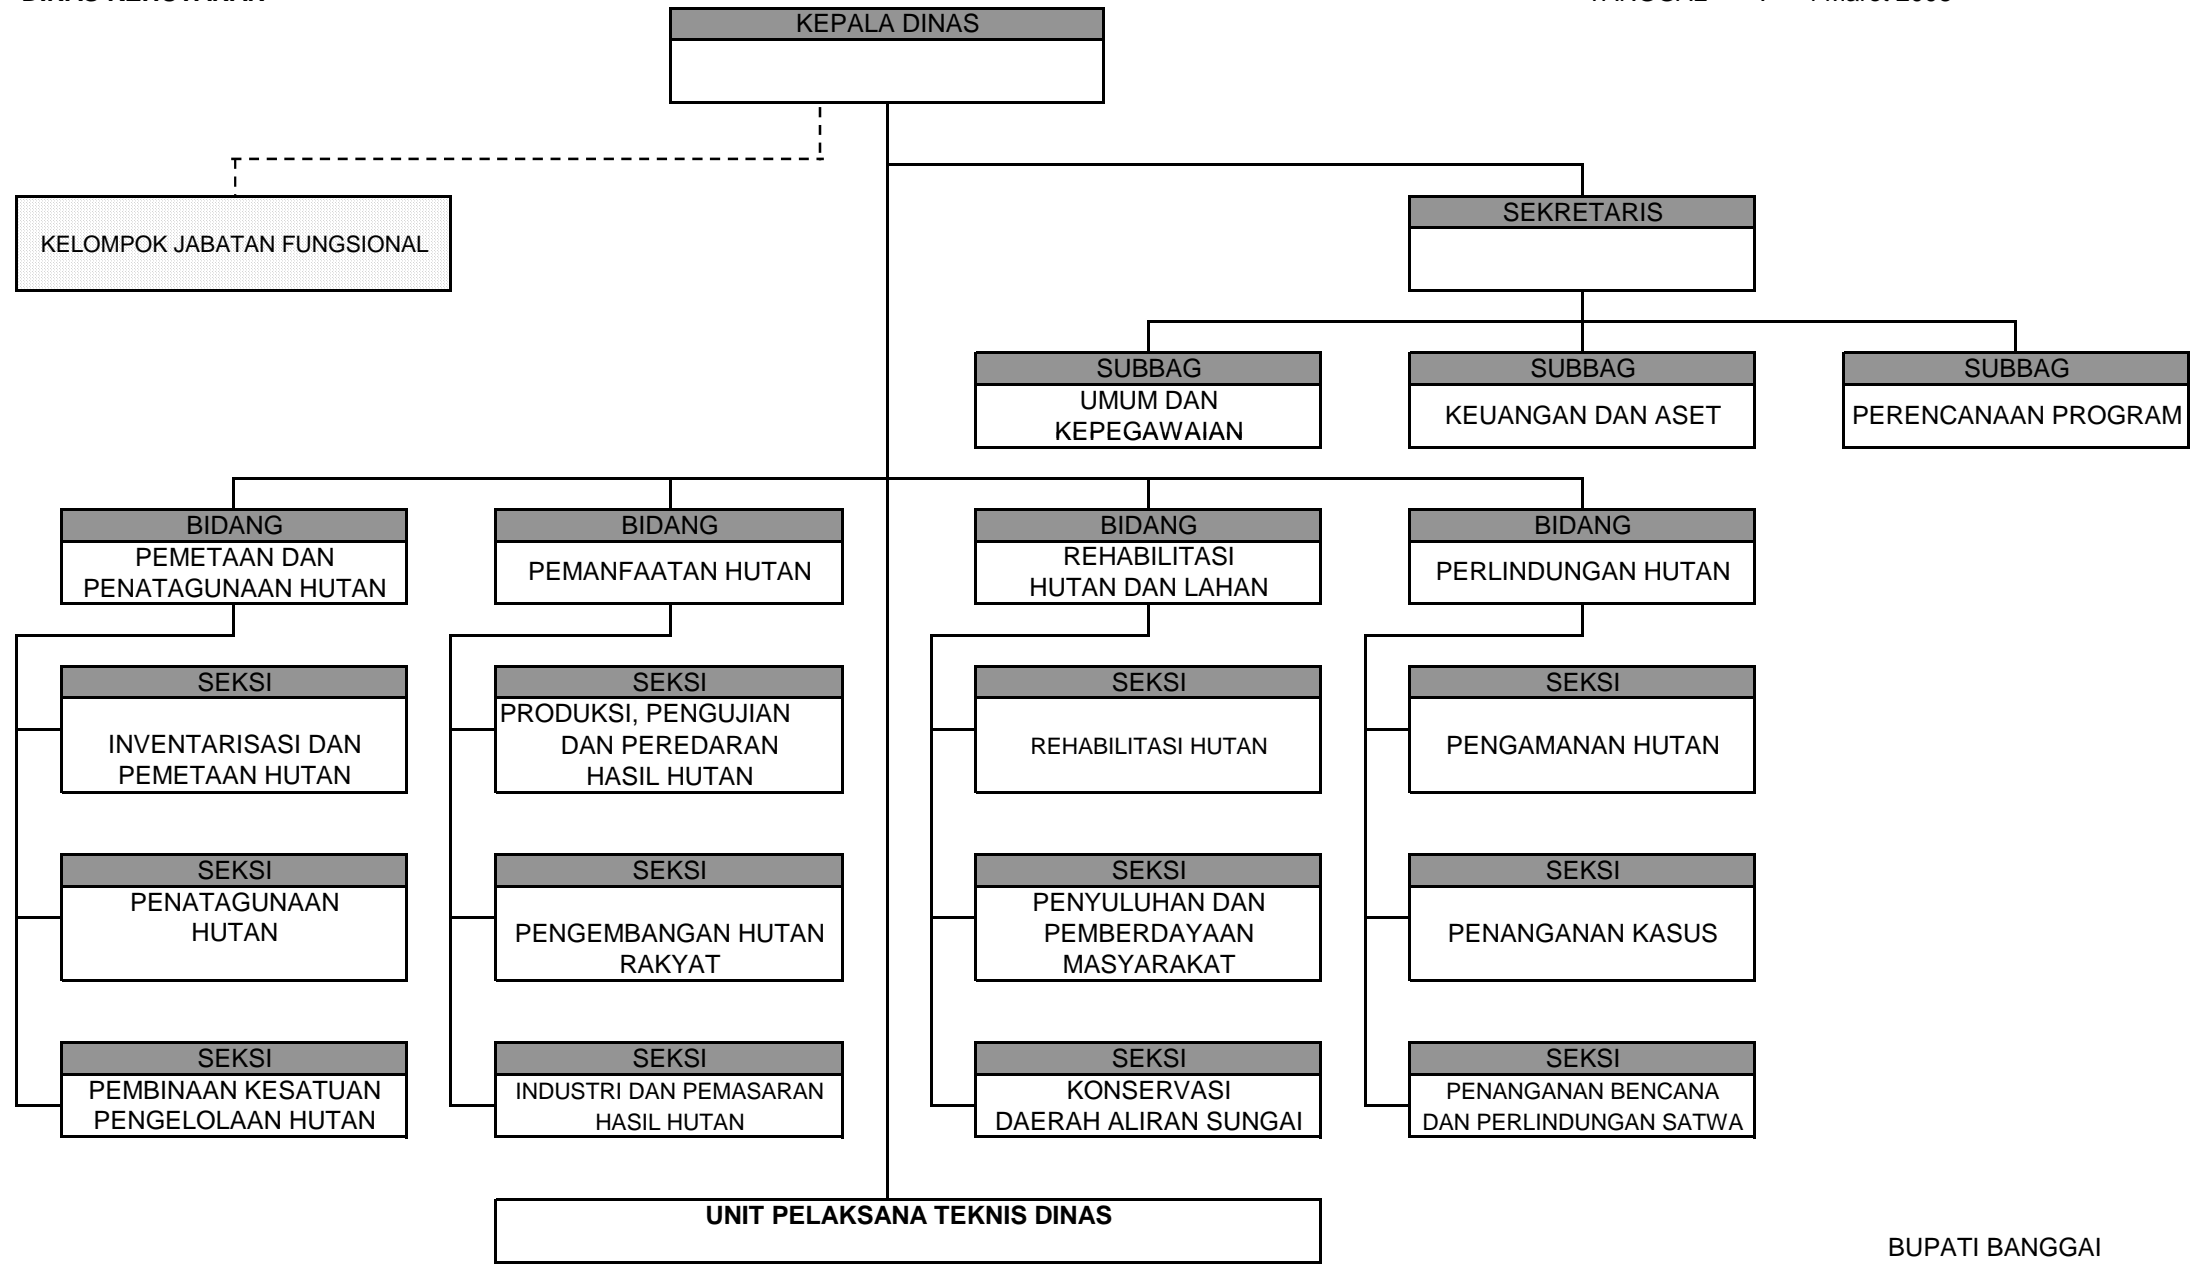 KEPALA DINAS
KELOMPOK JABATAN FUNGSIONAL
SEKRETARIS
SUBBAG
UMUM DAN
KEPEGAWAIAN
SUBBAG
KEUANGAN DAN ASET
SUBBAG
PERENCANAAN PROGRAM
BIDANG
PEMETAAN DAN
PENATAGUNAAN HUTAN
BIDANG
PEMANFAATAN HUTAN
BIDANG
REHABILITASI
HUTAN DAN LAHAN
BIDANG
PERLINDUNGAN HUTAN
SEKSI
INVENTARISASI DAN
PEMETAAN HUTAN
SEKSI
PRODUKSI, PENGUJIAN
DAN PEREDARAN
HASIL HUTAN
SEKSI
REHABILITASI HUTAN
SEKSI
PENGAMANAN HUTAN
SEKSI
PENATAGUNAAN
HUTAN
SEKSI
PENGEMBANGAN HUTAN
RAKYAT
SEKSI
PENYULUHAN DAN
PEMBERDAYAAN
MASYARAKAT
SEKSI
PENANGANAN KASUS
SEKSI
PEMBINAAN KESATUAN
PENGELOLAAN HUTAN
SEKSI
INDUSTRI DAN PEMASARAN
HASIL HUTAN
SEKSI
KONSERVASI
DAERAH ALIRAN SUNGAI
SEKSI
PENANGANAN BENCANA
DAN PERLINDUNGAN SATWA
UNIT PELAKSANA TEKNIS DINAS
BUPATI BANGGAI